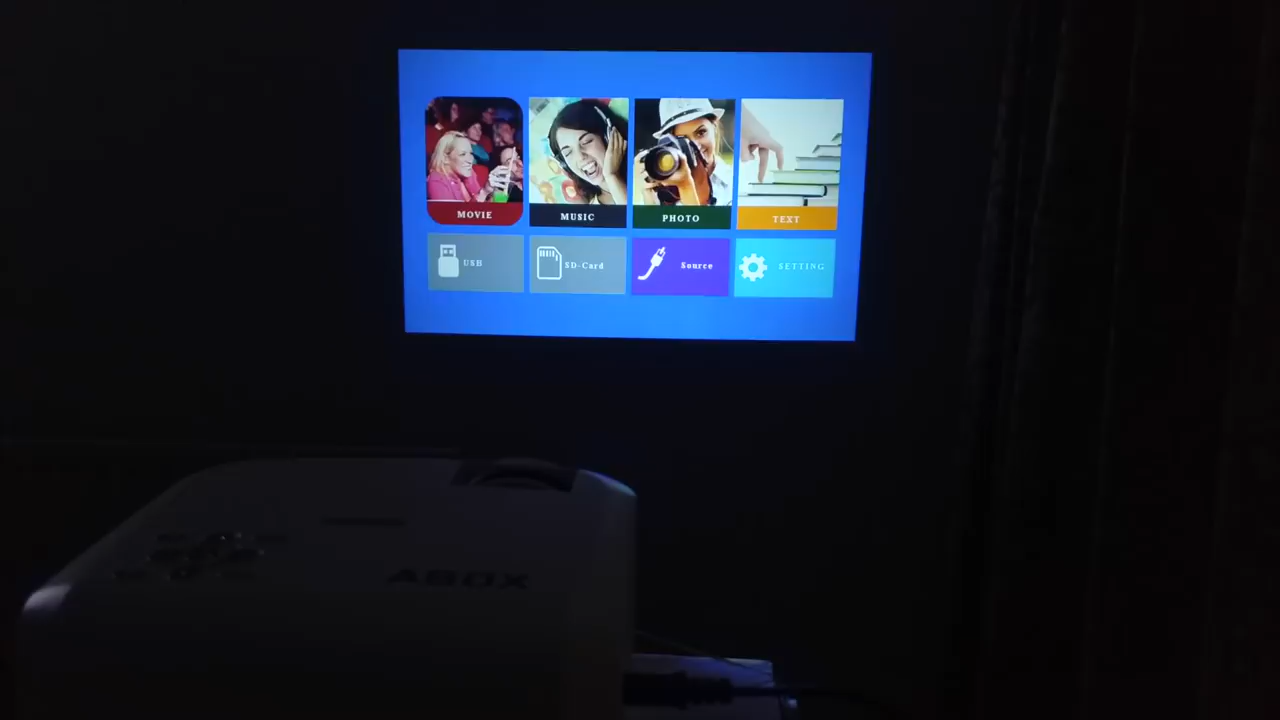 MOVIE
MUSIC
PHOTO
TEXT
USB
SD-Card
Source
SETTING
ABOX